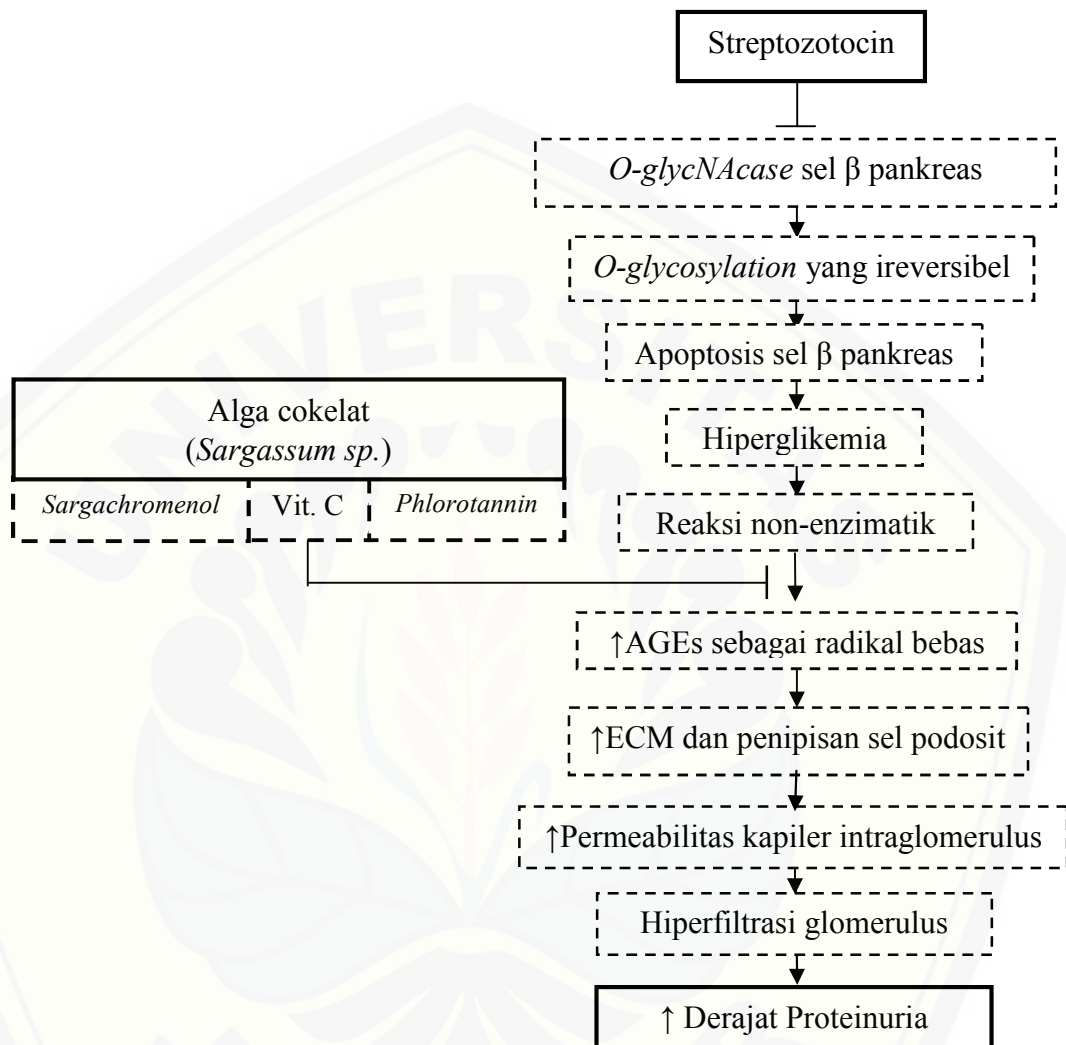 Streptozotocin
O-glycNAcase sel β pankreas
O-glycosylation yang ireversibel
Apoptosis sel β pankreas
Alga cokelat
(Sargassum sp.)
Sargachromenol Vit. C Phlorotannin
Hiperglikemia
Reaksi non-enzimatik
↑AGEs sebagai radikal bebas
↑ECM dan penipisan sel podosit
↑Permeabilitas kapiler intraglomerulus
Hiperfiltrasi glomerulus
↑ Derajat Proteinuria
UNIVERSITAS